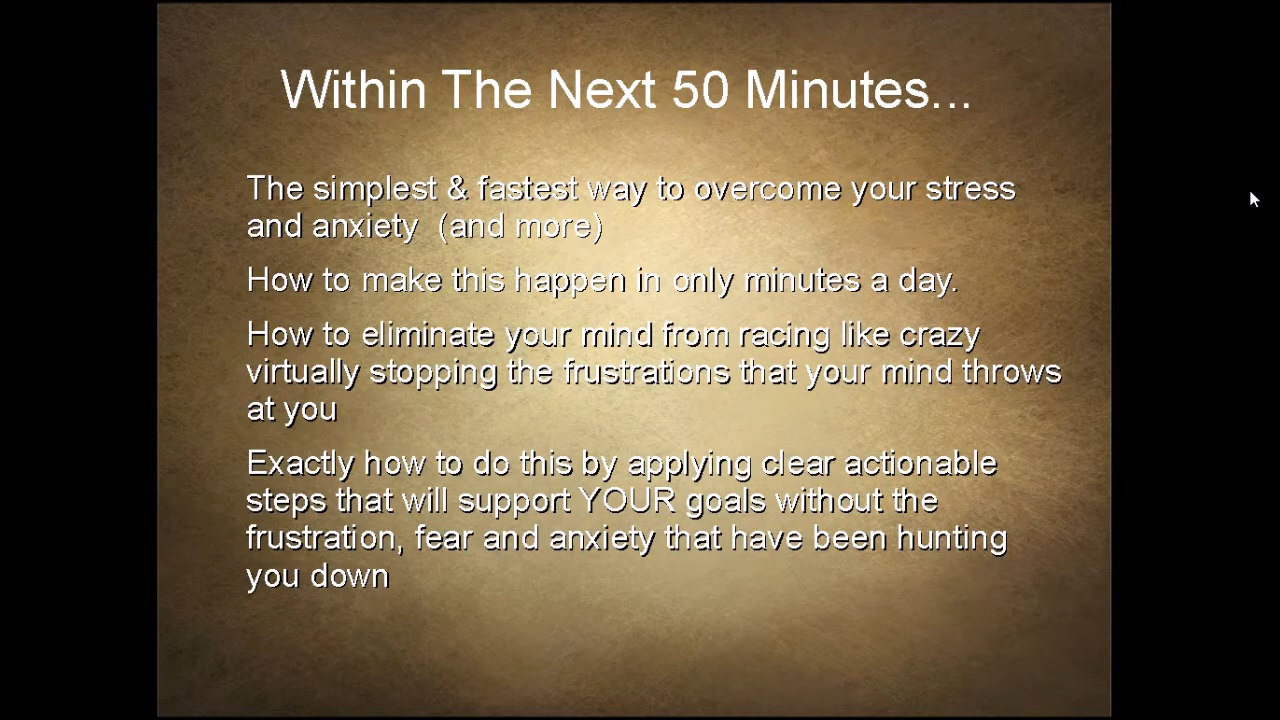 Within The Next 50 Minutes...
The simplest & fastest way to overcome your stress
and anxiety  (and more)
How to make this happen in only minutes a day.
How to eliminate your mind from racing like crazy
virtually stopping the frustrations that your mind throws
at you
Exactly how to do this by applying clear actionable
steps that will support YOUR goals without the
frustration, fear and anxiety that have been hunting
you down